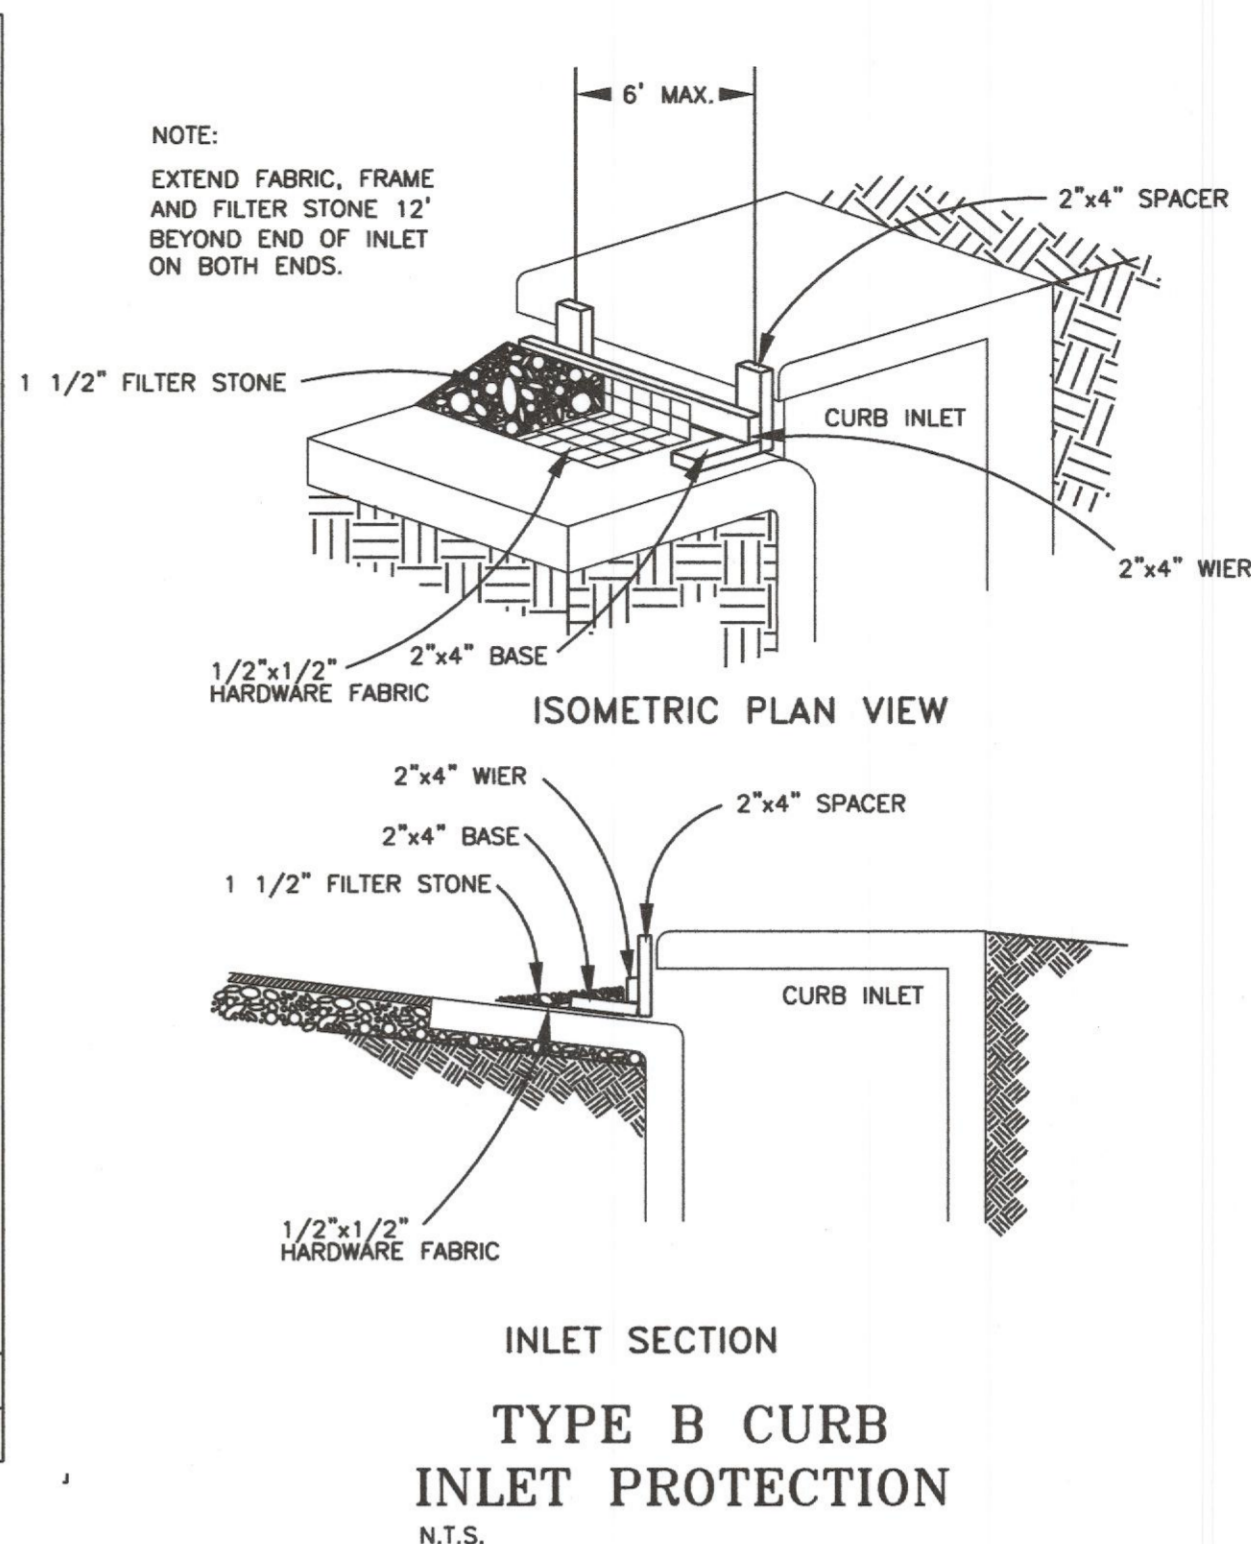 6' MAX.
NOTE:
EXTEND FABRIC, FRAME
AND FILTER STONE 12'
BEYOND END OF INLET
ON BOTH ENDS.
2"x4" SPACER
1 1/2" FILTER STONE
CURB INLET
2"x4" WIER
2"x4" BASE
1/2"x1/2"
HARDWARE FABRIC
ISOMETRIC PLAN VIEW
2"x4" WIER
2"x4" SPACER
2"x4" BASE
1 1/2" FILTER STONE
CURB INLET
1/2"x1/2"
HARDWARE FABRIC
INLET SECTION
TYPE B CURB
INLET PROTECTION
N.T.S.